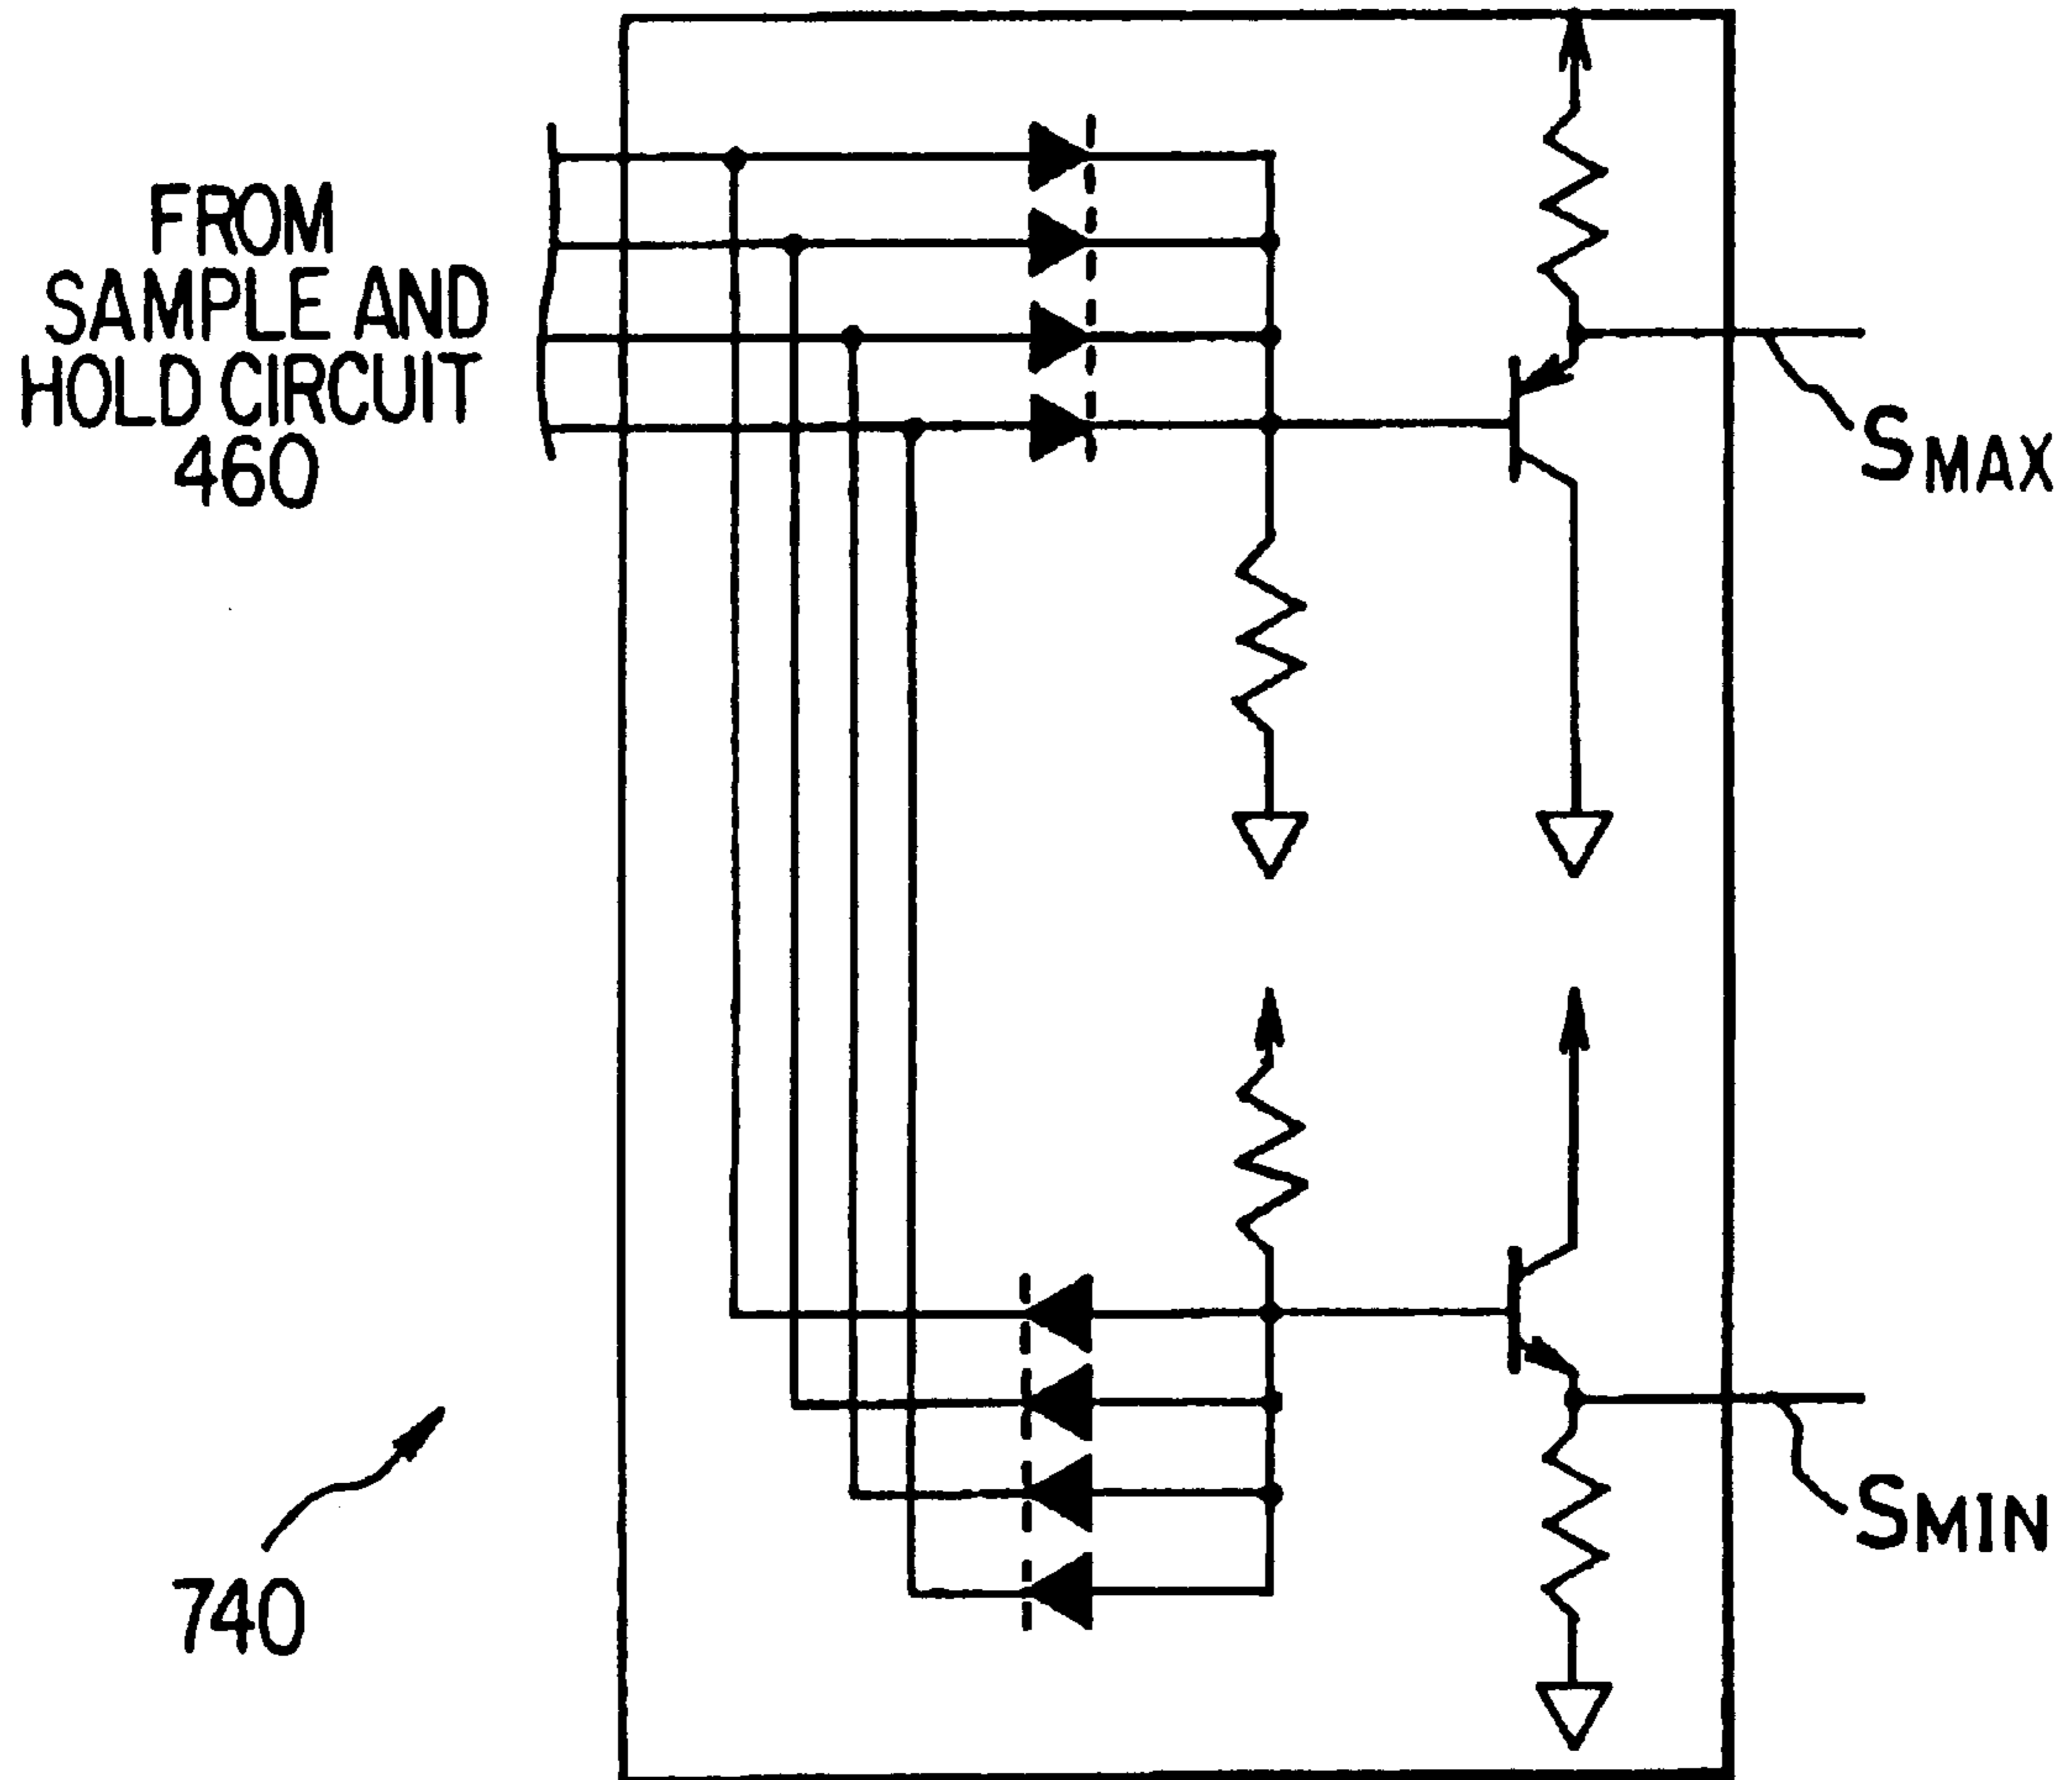 FROM
SAMPLE AND
HOLD CIRCUIT
460
SMAX
SMIN
740